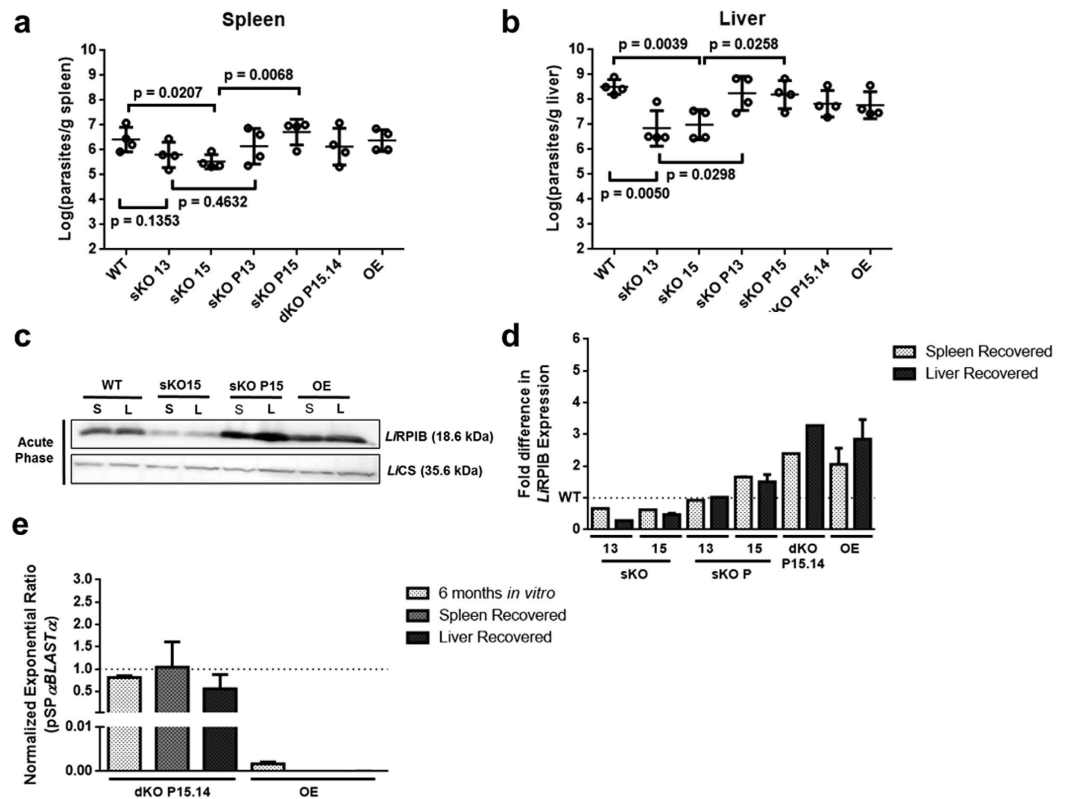 a
Spleen
Log(parasites/g spleen)
10
9
8
7
6
5
4
3
2
p = 0.0207
p = 0.0068
p = 0.4632
p = 0.1353
WT
sKO 13
sKO 15
sKO P13
sKO P15
dKO P15.14
OE
b
Liver
Log(parasites/g liver)
10
9
8
7
6
5
4
3
2
p = 0.0039
p = 0.0258
p = 0.0298
p = 0.0050
WT
sKO 13
sKO 15
sKO P13
sKO P15
KO P15.14
OE
c
WT sKO15 sKO P15 OE
S L S L S L S L
Acute
Phase
LiRPIB (18.6 kDa)
LiCS (35.6 kDa)
d
Fold difference in
LiRPIB Expression
6
5
4
3
2
WT
0
Spleen Recovered
Liver Recovered
13 15 13 15 dKO OE
P15.14
sKO sKO P
e
Normalized Exponential Ratio
(pSPαBLASTα)
3.0
2.5
2.0
1.5
1.0
0.5
0.01
0.00
6 months in vitro
Spleen Recovered
Liver Recovered
dKO P15.14 OE